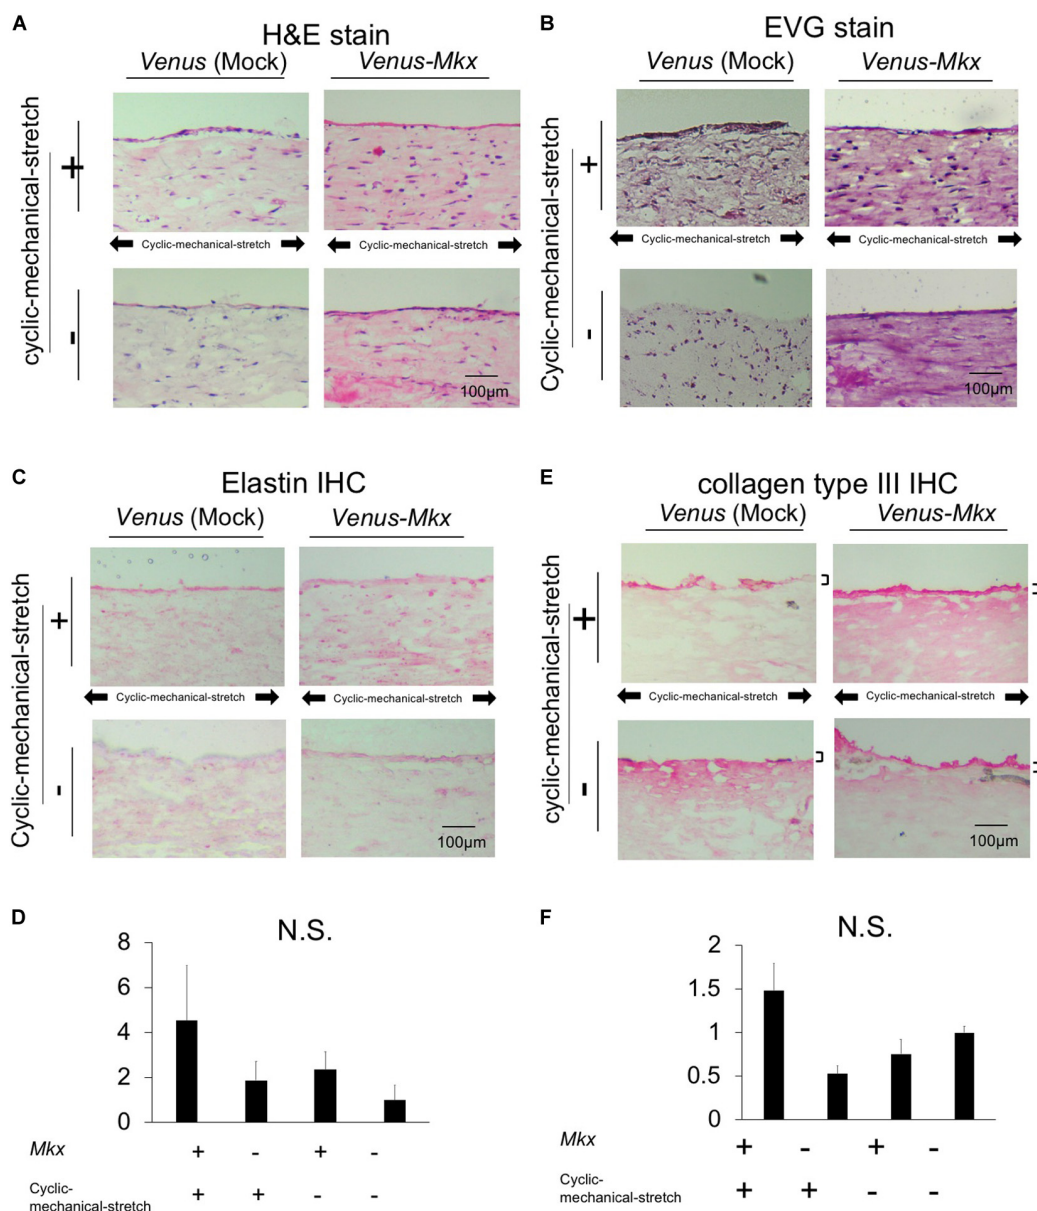 A
H&E stain
Venus (Mock)
Venus-Mkx
cyclic-mechanical-stretch
+
Cyclic-mechanical-stretch
Cyclic-mechanical-stretch
-
100μm
B
EVG stain
Venus (Mock)
Venus-Mkx
Cyclic-mechanical-stretch
+
Cyclic-mechanical-stretch
Cyclic-mechanical-stretch
-
100μm
C
Elastin IHC
Venus (Mock)
Venus-Mkx
Cyclic-mechanical-stretch
+
Cyclic-mechanical-stretch
Cyclic-mechanical-stretch
-
100μm
E
collagen type III IHC
Venus (Mock)
Venus-Mkx
cyclic-mechanical-stretch
+
Cyclic-mechanical-stretch
Cyclic-mechanical-stretch
-
100μm
D
N.S.
8
6
4
2
0
Mkx
+ - + -
Cyclic-
mechanical-stretch
+ + - -
F
N.S.
2
1.5
1
0.5
0
Mkx
+ - + -
Cyclic-
mechanical-stretch
+ + - -